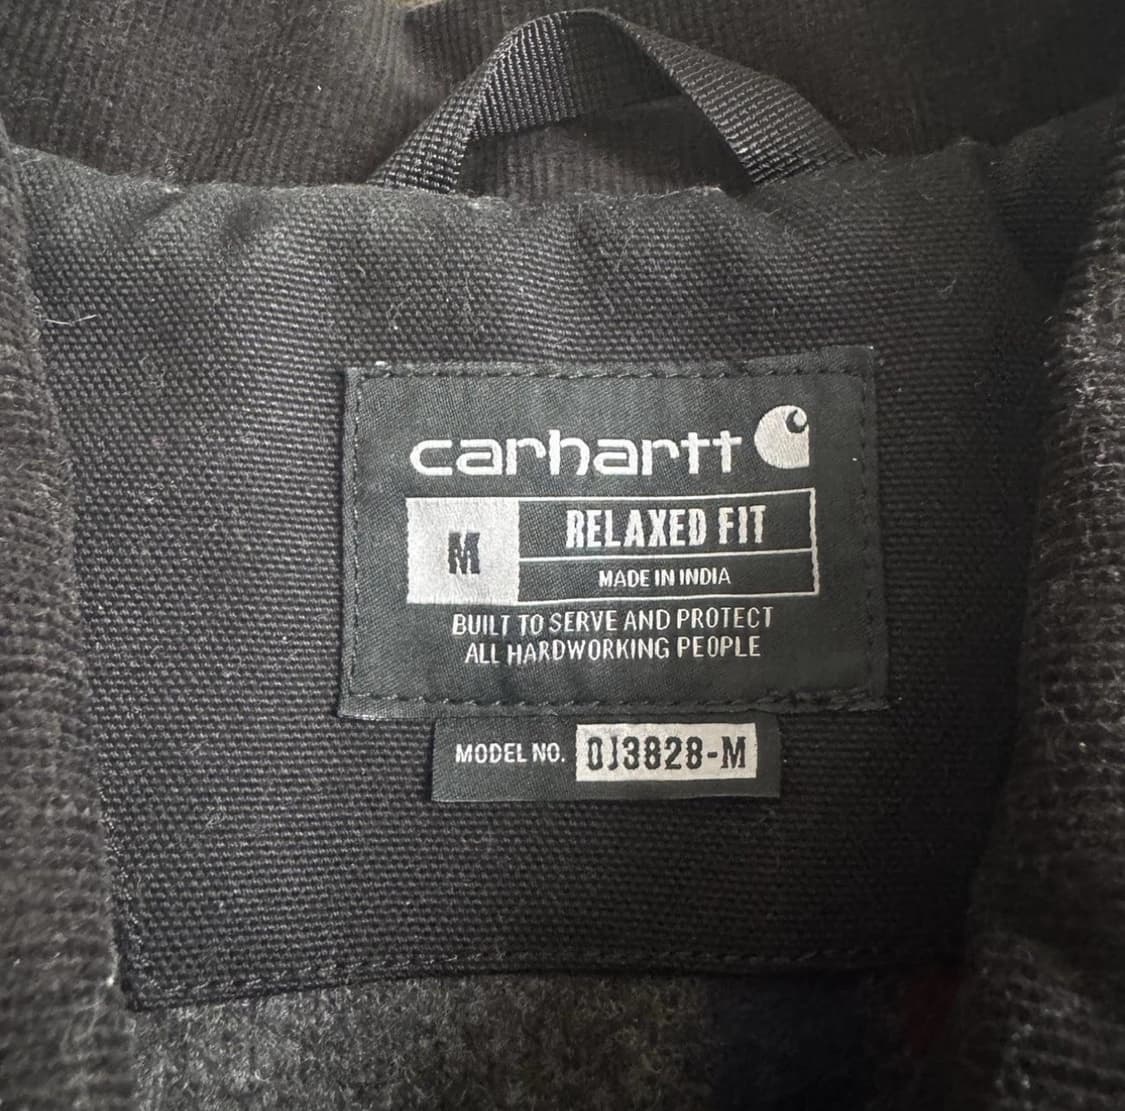 carhartt
M
RELAXED FIT
MADE IN INDIA
BUILT TO SERVE AND PROTECT
ALL HARDWORKING PEOPLE
MODEL NO. OJ3828-M